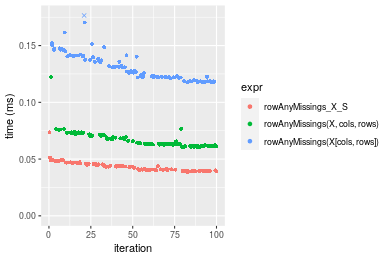 0.15
0.10
0.05
0.00
time (ms)
0
25
50
75
100
iteration
expr
rowAnyMissings_X_S
rowAnyMissings(X, cols, rows)
rowAnyMissings(X[cols, rows])